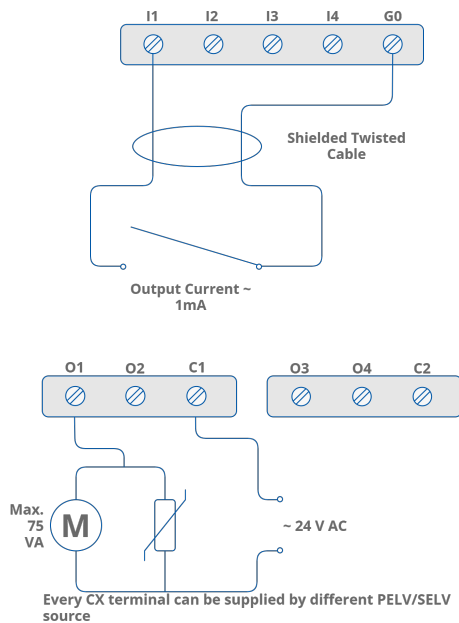 I1 I2 I3 I4 G0
Shielded Twisted
Cable
Output Current ~
1mA
O1 O2 C1 O3 O4 C2
Max.
75
VA
M
~ 24 V AC
Every CX terminal can be supplied by different PELV/SELV
source